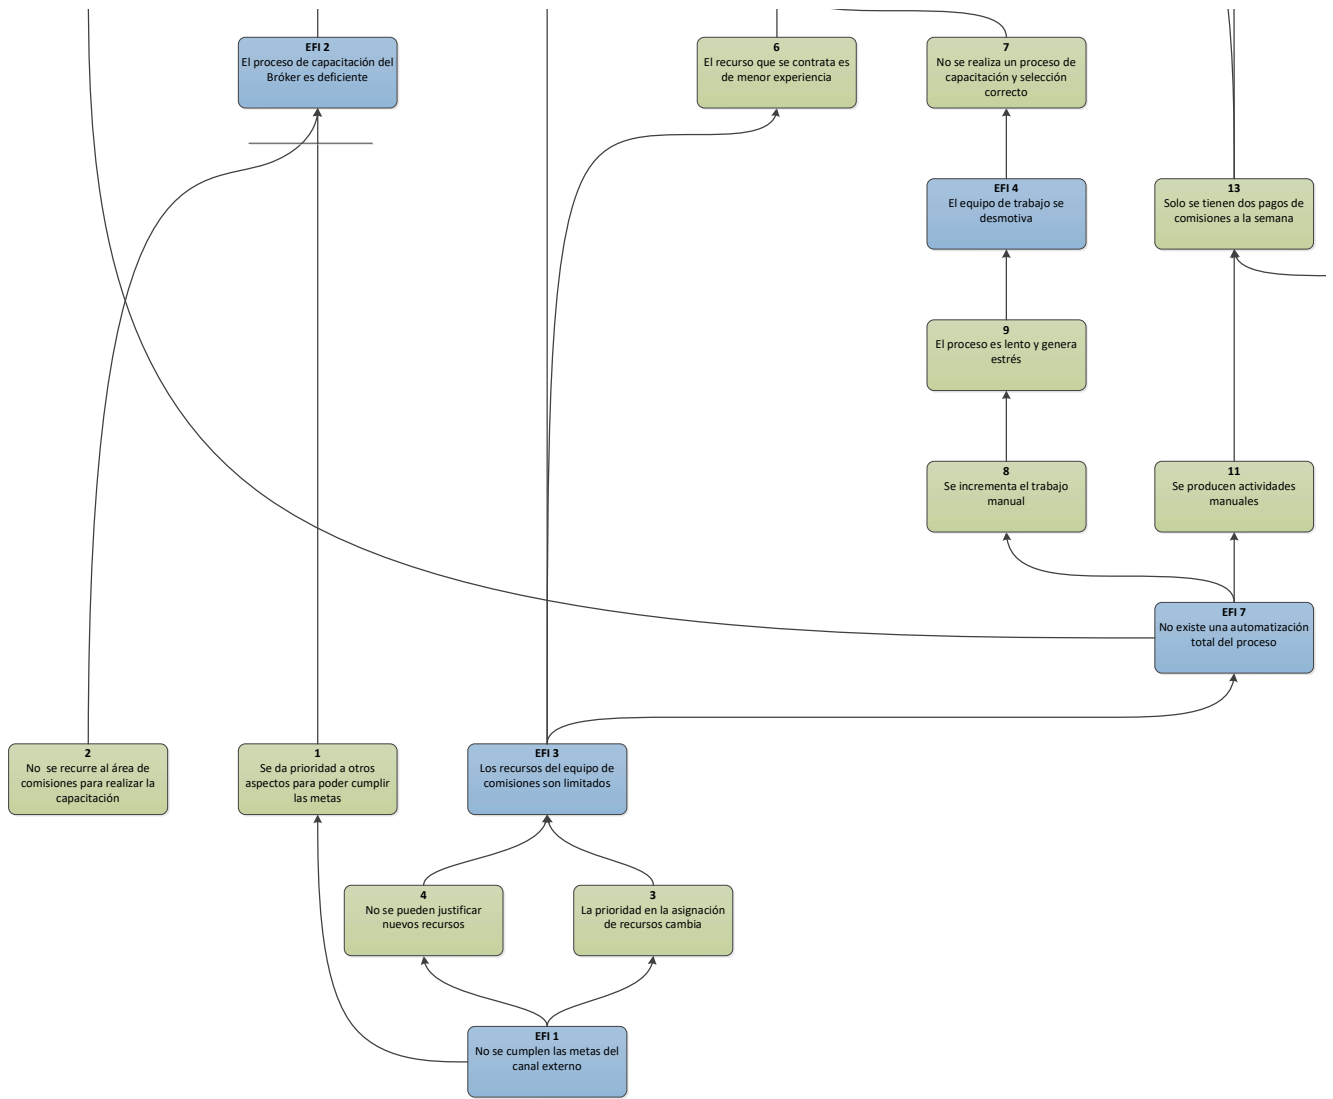 EFI 2
El proceso de capacitación del
Bróker es deficiente
6
El recurso que se contrata es
de menor experiencia
7
No se realiza un proceso de
capacitación y selección
correcto
EFI 4
El equipo de trabajo se
desmotiva
13
Solo se tienen dos pagos de
comisiones a la semana
9
El proceso es lento y genera
estrés
8
Se incrementa el trabajo
manual
11
Se producen actividades
manuales
EFI 7
No existe una automatización
total del proceso
2
No se recurre al área de
comisiones para realizar la
capacitación
1
Se da prioridad a otros
aspectos para poder cumplir
las metas
EFI 3
Los recursos del equipo de
comisiones son limitados
4
No se pueden justificar
nuevos recursos
3
La prioridad en la asignación
de recursos cambia
EFI 1
No se cumplen las metas del
canal externo